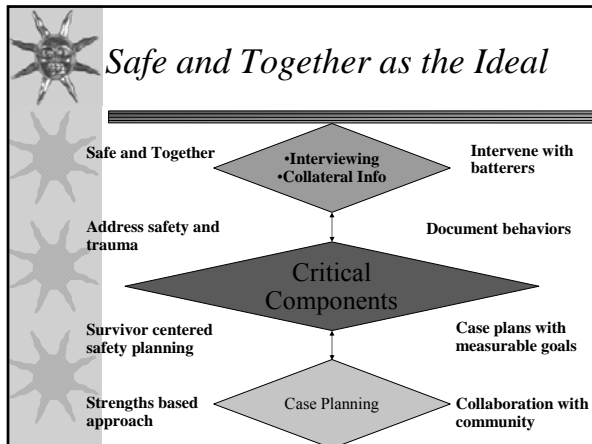 Safe and Together as the Ideal
Safe and Together
•Interviewing
•Collateral Info
Intervene with
batterers
Address safety and
trauma
Document behaviors
Critical
Components
Survivor centered
safety planning
Case plans with
measurable goals
Strengths based
approach
Case Planning
Collaboration with
community